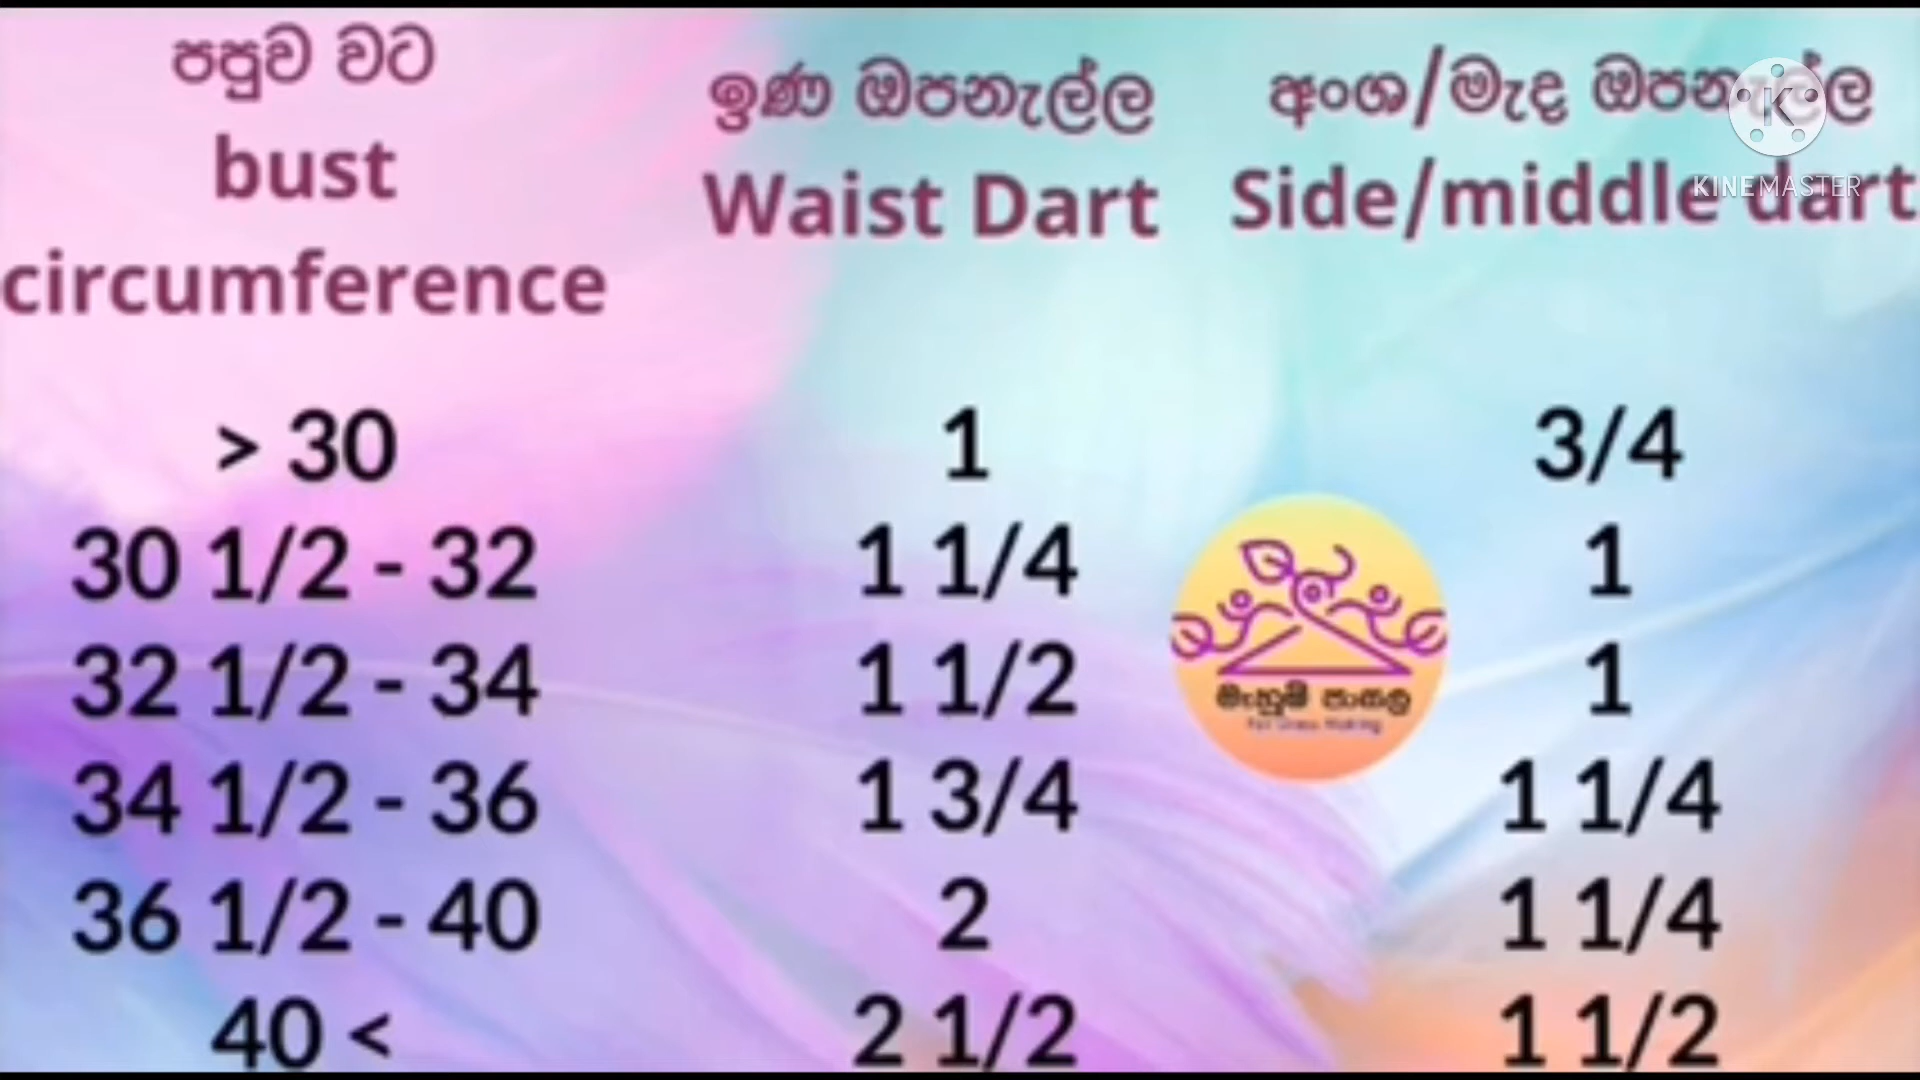 පපුව වට
bust
circumference
ඉණ ඔපනැල්ල
Waist Dart
අංශ/මැද ඔපනැල්ල
Side/middle dart
KINEMASTER
> 30 1 3/4
30 1/2 - 32 1 1/4 1
32 1/2 - 34 1 1/2 1
34 1/2 - 36 1 3/4 1 1/4
36 1/2 - 40 2 1 1/4
40 < 2 1/2 1 1/2
මැහුම් පාසල